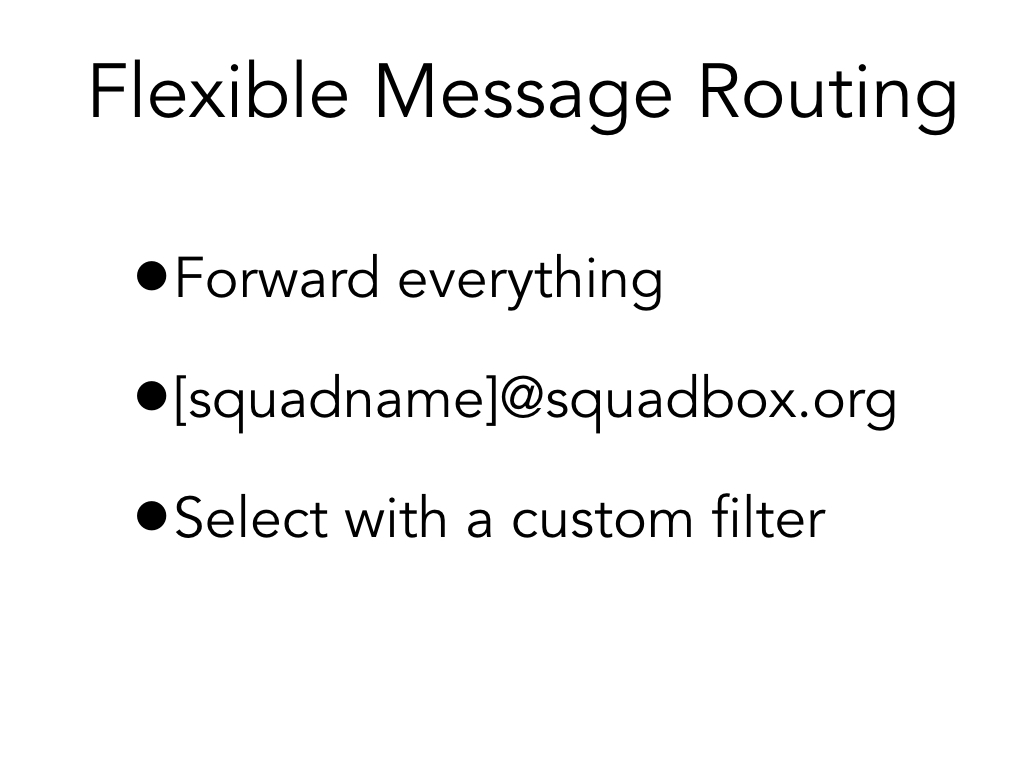 Flexible Message Routing
•Forward everything
•[squadname]@squadbox.org
•Select with a custom filter